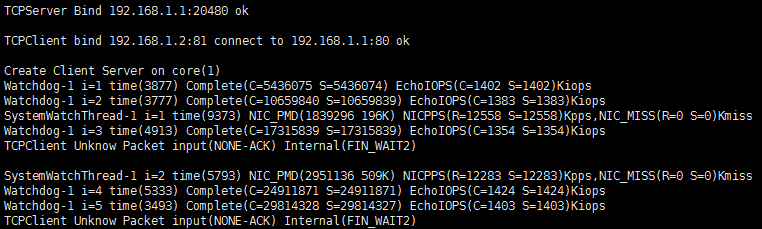 TCPServer Bind 192.168.1.1:20480 ok
TCPClient bind 192.168.1.2:81 connect to 192.168.1.1:80 ok
Create Client Server on core(1)
Watchdog-1 i=1 time(3877) Complete(C=5436075 S=5436074) EchoIOPS(C=1402 S=1402)Kiops
Watchdog-1 i=2 time(3777) Complete(C=10659840 S=10659839) EchoIOPS(C=1383 S=1383)Kiops
SystemWatchThread-1 i=1 time(9373) NIC_PMD(1839296 196K) NICPPS(R=12558 S=12558)Kpps,NIC_MISS(R=0 S=0)Kmiss
Watchdog-1 i=3 time(4913) Complete(C=17315839 S=17315839) EchoIOPS(C=1354 S=1354)Kiops
TCPClient Unknow Packet input(NONE-ACK) Internal(FIN_WAIT2)
SystemWatchThread-1 i=2 time(5793) NIC_PMD(2951136 509K) NICPPS(R=12283 S=12283)Kpps,NIC_MISS(R=0 S=0)Kmiss
Watchdog-1 i=4 time(5333) Complete(C=24911871 S=24911871) EchoIOPS(C=1424 S=1424)Kiops
Watchdog-1 i=5 time(3493) Complete(C=29814328 S=29814327) EchoIOPS(C=1403 S=1403)Kiops
TCPClient Unknow Packet input(NONE-ACK) Internal(FIN_WAIT2)